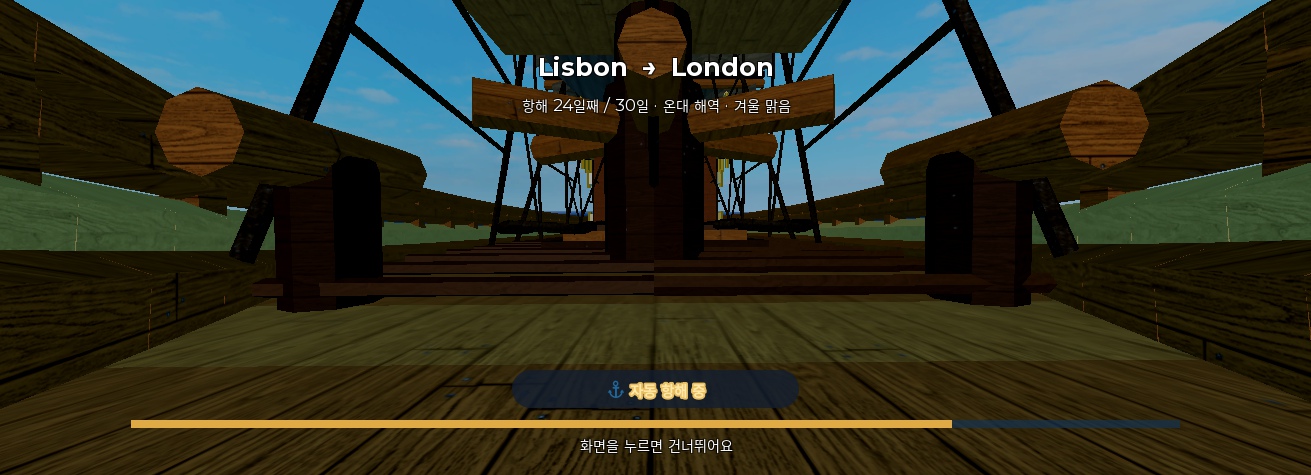 Lisbon → London
항해 24일째 / 30일 · 온대 해역 · 겨울 맑음
⚓ 자동 항해 중
화면을 누르면 건너뛰어요